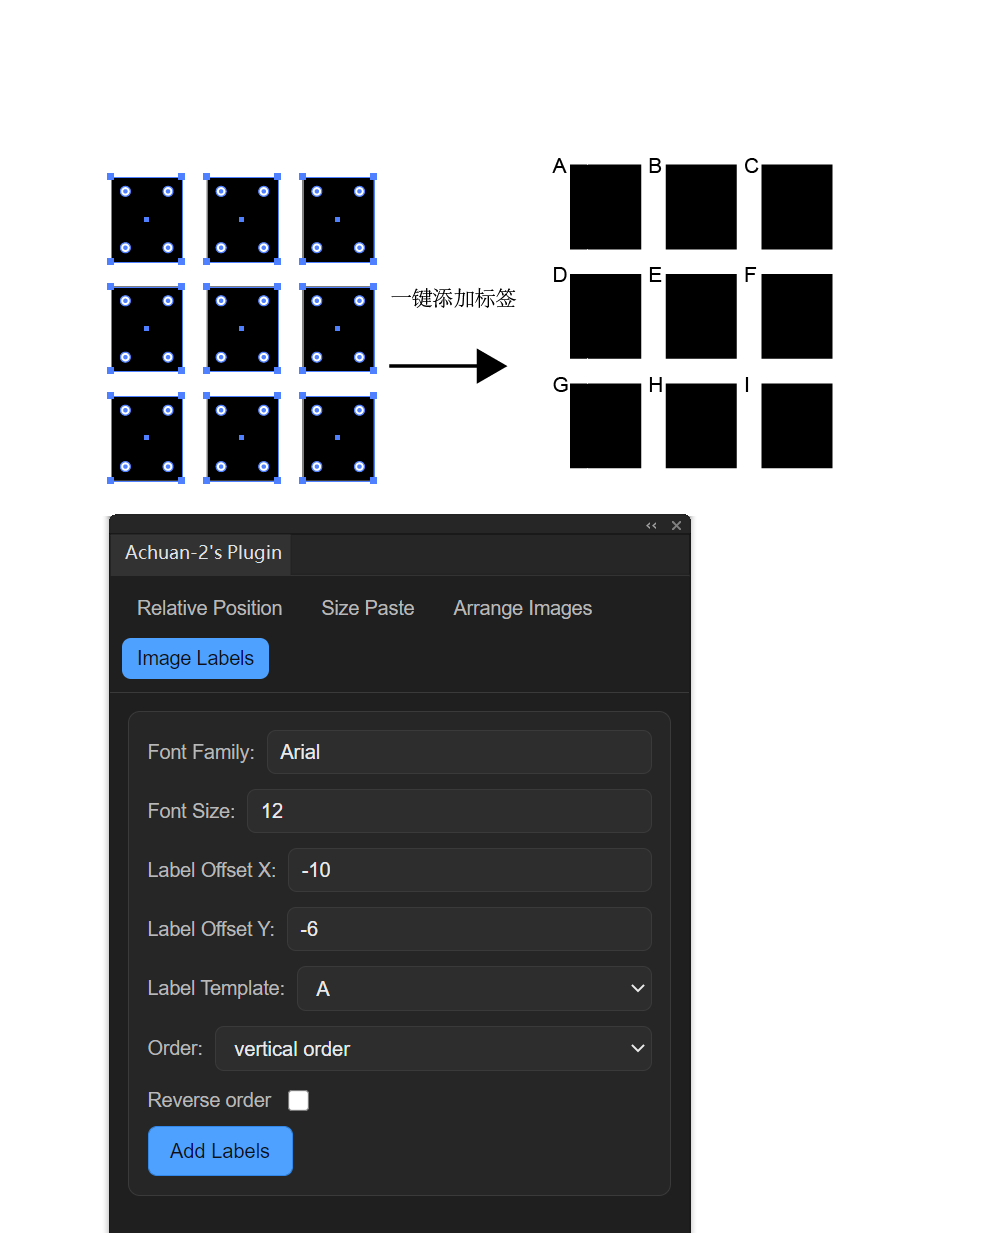 A B C
D E F
一键添加标签
G H I
Achuan-2's Plugin
Relative Position Size Paste Arrange Images
Image Labels
Font Family: Arial
Font Size: 12
Label Offset X: -10
Label Offset Y: -6
Label Template: A
Order: vertical order
Reverse order
Add Labels